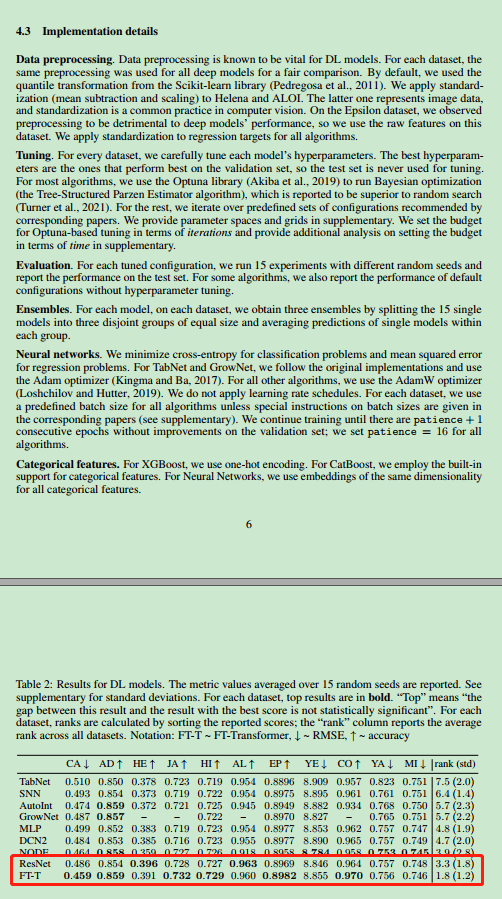 4.3 Implementation details
Data preprocessing. Data preprocessing is known to be vital for DL models. For each dataset, the
same preprocessing was used for all deep models for a fair comparison. By default, we used the
quantile transformation from the Scikit-learn library (Pedregosa et al., 2011). We apply standard-
ization (mean subtraction and scaling) to Helena and ALOI. The latter one represents image data,
and standardization is a common practice in computer vision. On the Epsilon dataset, we observed
preprocessing to be detrimental to deep models' performance, so we use the raw features on this
dataset. We apply standardization to regression targets for all algorithms.
Tuning. For every dataset, we carefully tune each model's hyperparameters. The best hyperparam-
eters are the ones that perform best on the validation set, so the test set is never used for tuning.
For most algorithms, we use the Optuna library (Akiba et al., 2019) to run Bayesian optimization
(the Tree-Structured Parzen Estimator algorithm), which is reported to be superior to random search
(Turner et al., 2021). For the rest, we iterate over predefined sets of configurations recommended by
corresponding papers. We provide parameter spaces and grids in supplementary. We set the budget
for Optuna-based tuning in terms of iterations and provide additional analysis on setting the budget
in terms of time in supplementary.
Evaluation. For each tuned configuration, we run 15 experiments with different random seeds and
report the performance on the test set. For some algorithms, we also report the performance of default
configurations without hyperparameter tuning.
Ensembles. For each model, on each dataset, we obtain three ensembles by splitting the 15 single
models into three disjoint groups of equal size and averaging predictions of single models within
each group.
Neural networks. We minimize cross-entropy for classification problems and mean squared error
for regression problems. For TabNet and GrowNet, we follow the original implementations and use
the Adam optimizer (Kingma and Ba, 2017). For all other algorithms, we use the AdamW optimizer
(Loshchilov and Hutter, 2019). We do not apply learning rate schedules. For each dataset, we use
a predefined batch size for all algorithms unless special instructions on batch sizes are given in
the corresponding papers (see supplementary). We continue training until there are patience + 1
consecutive epochs without improvements on the validation set; we set patience = 16 for all
algorithms.
Categorical features. For XGBoost, we use one-hot encoding. For CatBoost, we employ the built-in
support for categorical features. For Neural Networks, we use embeddings of the same dimensionality
for all categorical features.
6
Table 2: Results for DL models. The metric values averaged over 15 random seeds are reported. See
supplementary for standard deviations. For each dataset, top results are in bold. “Top” means “the
gap between this result and the result with the best score is not statistically significant”. For each
dataset, ranks are calculated by sorting the reported scores; the “rank” column reports the average
rank across all datasets. Notation: FT-T ~ FT-Transformer, ↓ ~ RMSE, ↑ ~ accuracy
CA ↓ AD ↑ HE ↑ JA ↑ HI ↑ AL ↑ EP ↑ YE ↓ CO ↑ YA ↓ MI ↓ rank (std)
TabNet 0.510 0.850 0.378 0.723 0.719 0.954 0.8896 8.909 0.957 0.823 0.751 7.5 (2.0)
SNN 0.493 0.854 0.373 0.719 0.722 0.954 0.8975 8.895 0.961 0.761 0.751 6.4 (1.4)
AutoInt 0.474 0.859 0.372 0.721 0.725 0.945 0.8949 8.882 0.934 0.768 0.750 5.7 (2.3)
GrowNet 0.487 0.857 – – 0.722 – 0.8970 8.827 – 0.765 0.751 5.7 (2.2)
MLP 0.499 0.852 0.383 0.719 0.723 0.954 0.8977 8.853 0.962 0.757 0.747 4.8 (1.9)
DCN2 0.484 0.853 0.385 0.716 0.723 0.955 0.8977 8.890 0.965 0.757 0.749 4.7 (2.0)
NODE 0.464 0.858 0.359 0.727 0.726 0.918 0.8958 8.784 0.958 0.753 0.745 3.9 (2.8)
ResNet 0.486 0.854 0.396 0.728 0.727 0.963 0.8969 8.846 0.964 0.757 0.748 3.3 (1.8)
FT-T 0.459 0.859 0.391 0.732 0.729 0.960 0.8982 8.855 0.970 0.756 0.746 1.8 (1.2)